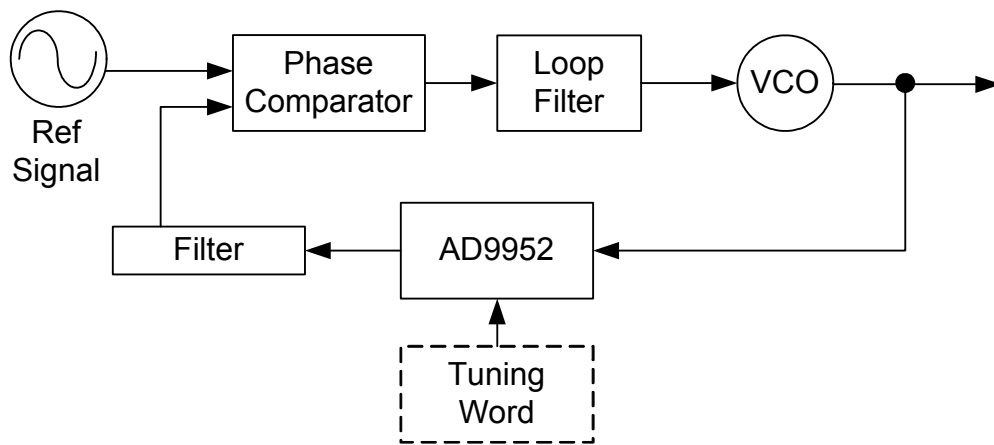 Ref
Signal
Phase
Comparator
Loop
Filter
VCO
Filter
AD9952
Tuning
Word